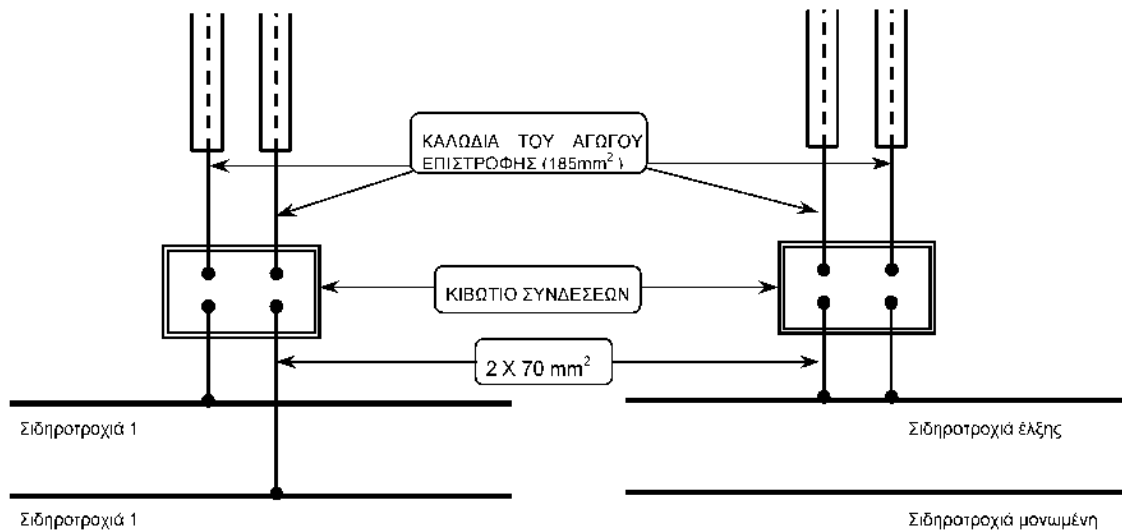 ΚΑΛΩΔΙΑ ΤΟΥ ΑΓΩΓΟΥ
ΕΠΙΣΤΡΟΦΗΣ (185mm²)
ΚΙΒΩΤΙΟ ΣΥΝΔΕΣΕΩΝ
2 X 70 mm²
Σιδηροτροχιά 1
Σιδηροτροχιά έλξης
Σιδηροτροχιά 1
Σιδηροτροχιά μονωμένη